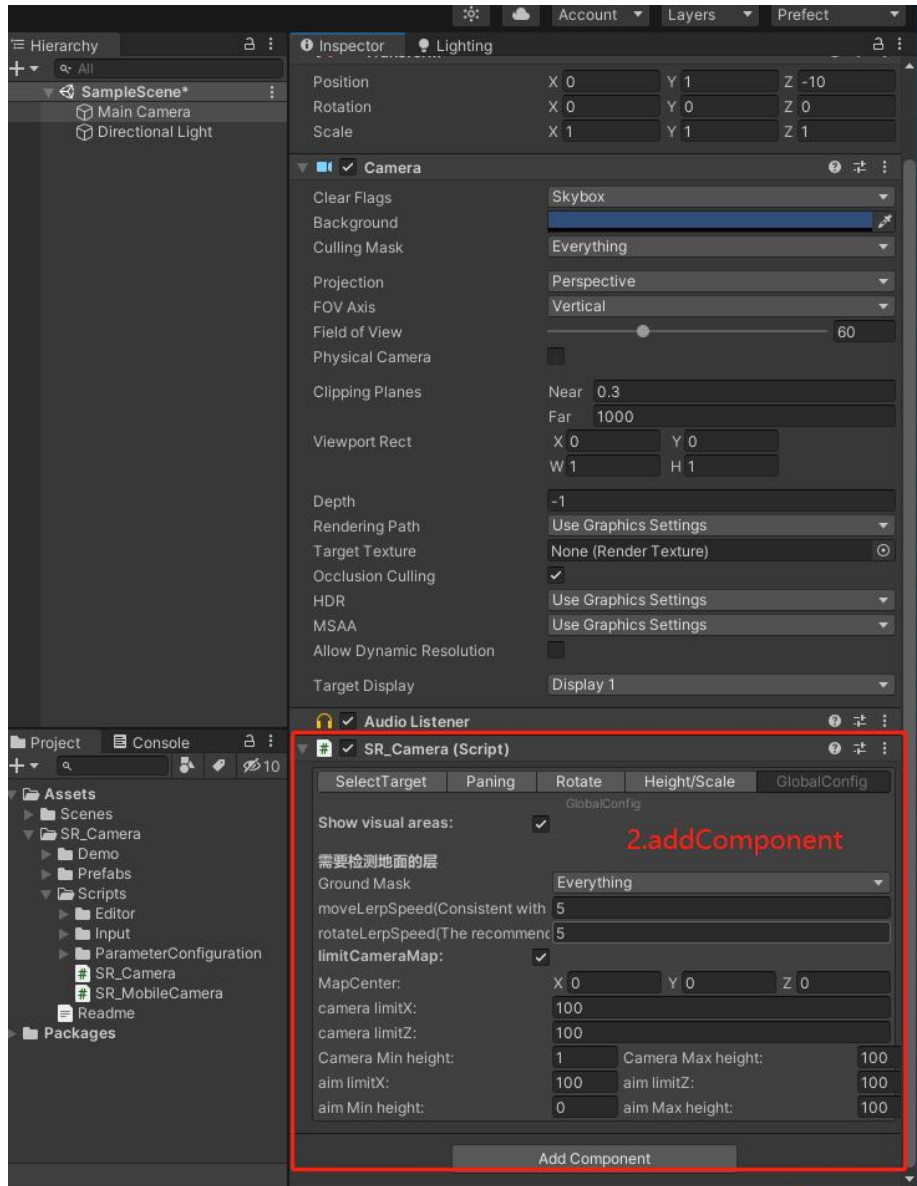 Account Layers Prefect
Hierarchy
All
SampleScene*
Main Camera
Directional Light
Project Console
10
Assets
Scenes
SR_Camera
Demo
Prefabs
Scripts
Editor
Input
ParameterConfiguration
SR_Camera
SR_MobileCamera
Readme
Packages
Inspector Lighting
Position X 0 Y 1 Z -10
Rotation X 0 Y 0 Z 0
Scale X 1 Y 1 Z 1
Camera
Clear Flags Skybox
Background
Culling Mask Everything
Projection Perspective
FOV Axis Vertical
Field of View 60
Physical Camera
Clipping Planes Near 0.3
Far 1000
Viewport Rect X 0 Y 0
W 1 H 1
Depth -1
Rendering Path Use Graphics Settings
Target Texture None (Render Texture)
Occlusion Culling
HDR Use Graphics Settings
MSAA Use Graphics Settings
Allow Dynamic Resolution
Target Display Display 1
Audio Listener
# SR_Camera (Script)
SelectTarget Paning Rotate Height/Scale GlobalConfig
GlobalConfig
Show visual areas:
2.addComponent
需要检测地面的层
Ground Mask Everything
moveLerpSpeed(Consistent with 5
rotateLerpSpeed(The recommend 5
limitCameraMap:
MapCenter: X 0 Y 0 Z 0
camera limitX: 100
camera limitZ: 100
Camera Min height: 1 Camera Max height: 100
aim limitX: 100 aim limitZ: 100
aim Min height: 0 aim Max height: 100
Add Component